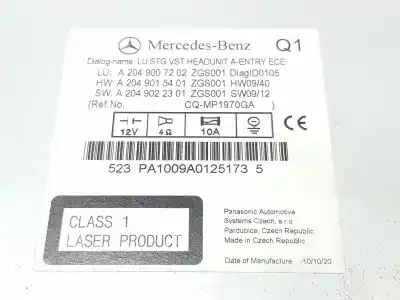 Mercedes-Benz Q1
Dialog-name: LU STG VST HEADUNIT A-ENTRY ECE
LU: A 204 900 72 02 ZGS001 DiagID0105
HW: A 204 901 54 01 ZGS001 HW09/40
SW: A 204 902 23 01 ZGS001 SW09/12
(Ref.No. CQ-MP1970GA )
12V 4Ω 10A CE
523 PA1009A0125173 5
CLASS 1
LASER PRODUCT
Panasonic Automotive
Systems Czech, s.r.o.
Pardubice, Czech Republic
Made in Czech Republic.
Date of Manufacture :10/10/20